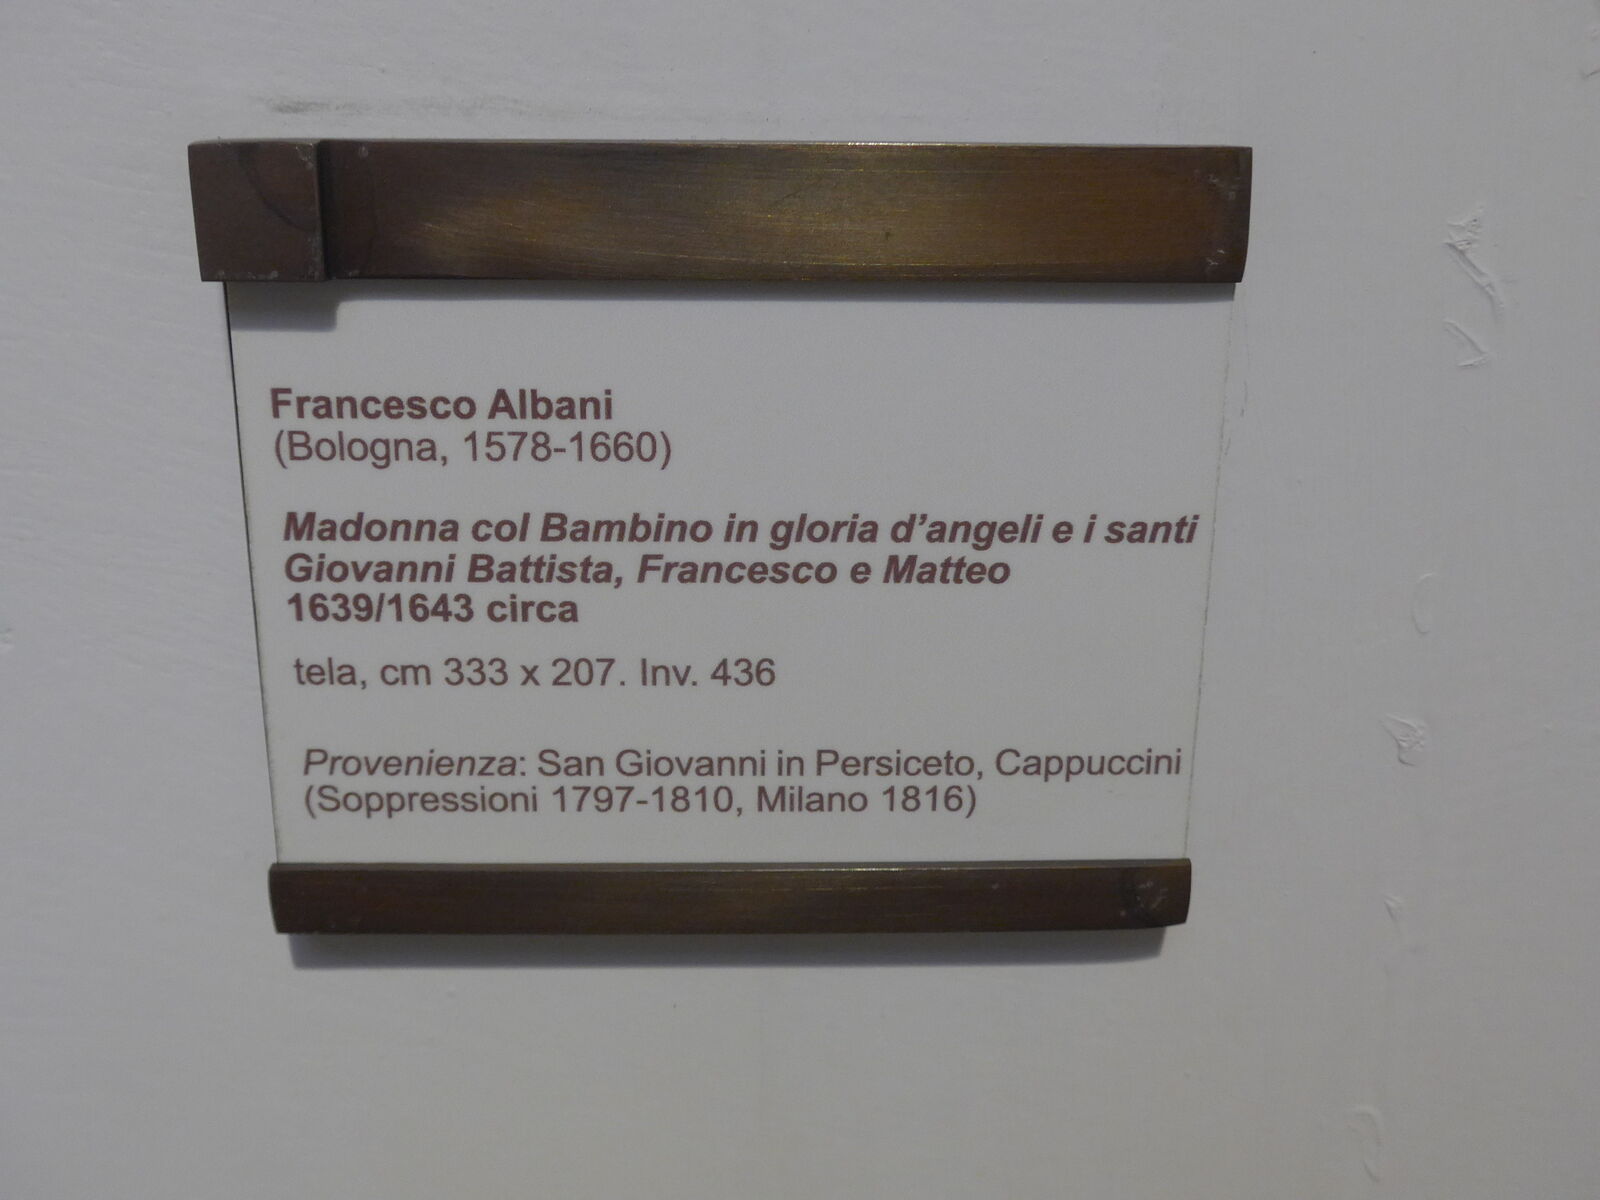 Francesco Albani
(Bologna, 1578-1660)
Madonna col Bambino in gloria d'angeli e i santi
Giovanni Battista, Francesco e Matteo
1639/1643 circa
tela, cm 333 x 207. Inv. 436
Provenienza: San Giovanni in Persiceto, Cappuccini
(Soppressioni 1797-1810, Milano 1816)